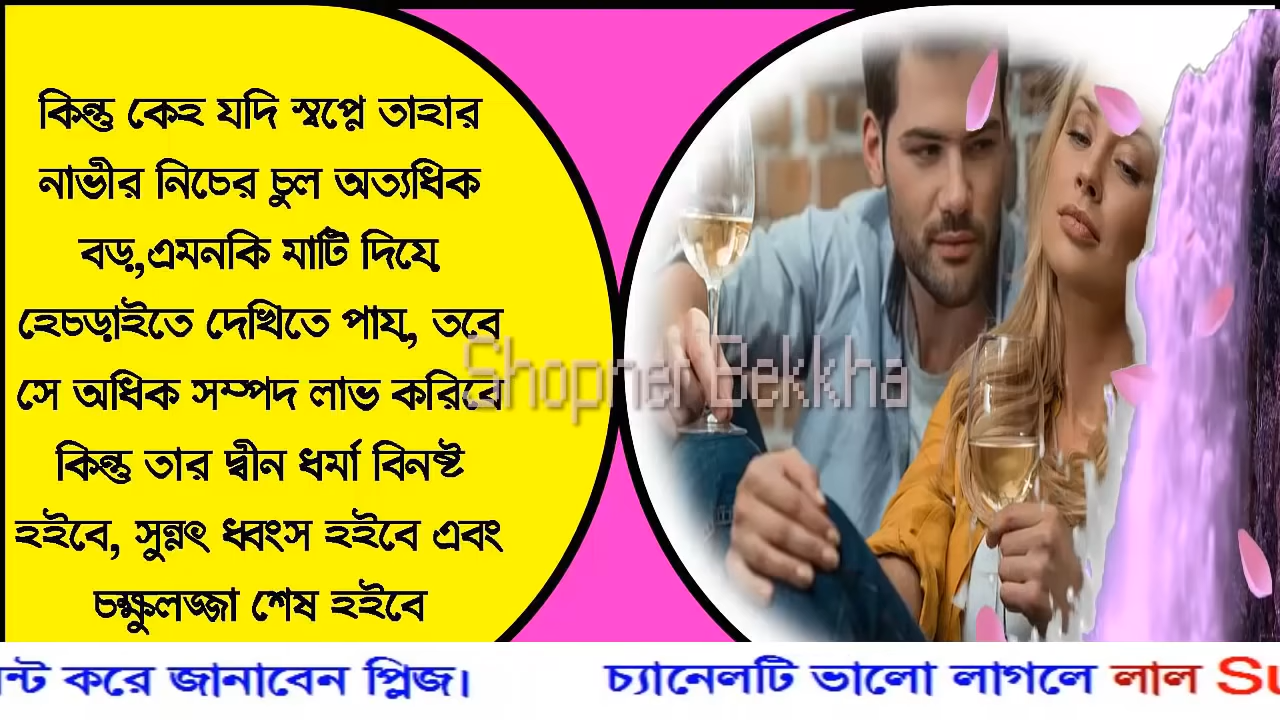 কিন্তু কেহ যদি স্বপ্নে তাহার
নাভীর নিচের চুল অত্যধিক
বড়,এমনকি মাটি দিয়ে
হেচড়াইতে দেখিতে পায়, তবে
সে অধিক সম্পদ লাভ করিবে
কিন্তু তার দ্বীন ধর্মা বিনষ্ট
হইবে, সুন্নৎ ধ্বংস হইবে এবং
চক্ষুলজ্জা শেষ হইবে
Shopner Bekkha
করে জানাবেন প্লিজ। চ্যানেলটি ভালো লাগলে লাল